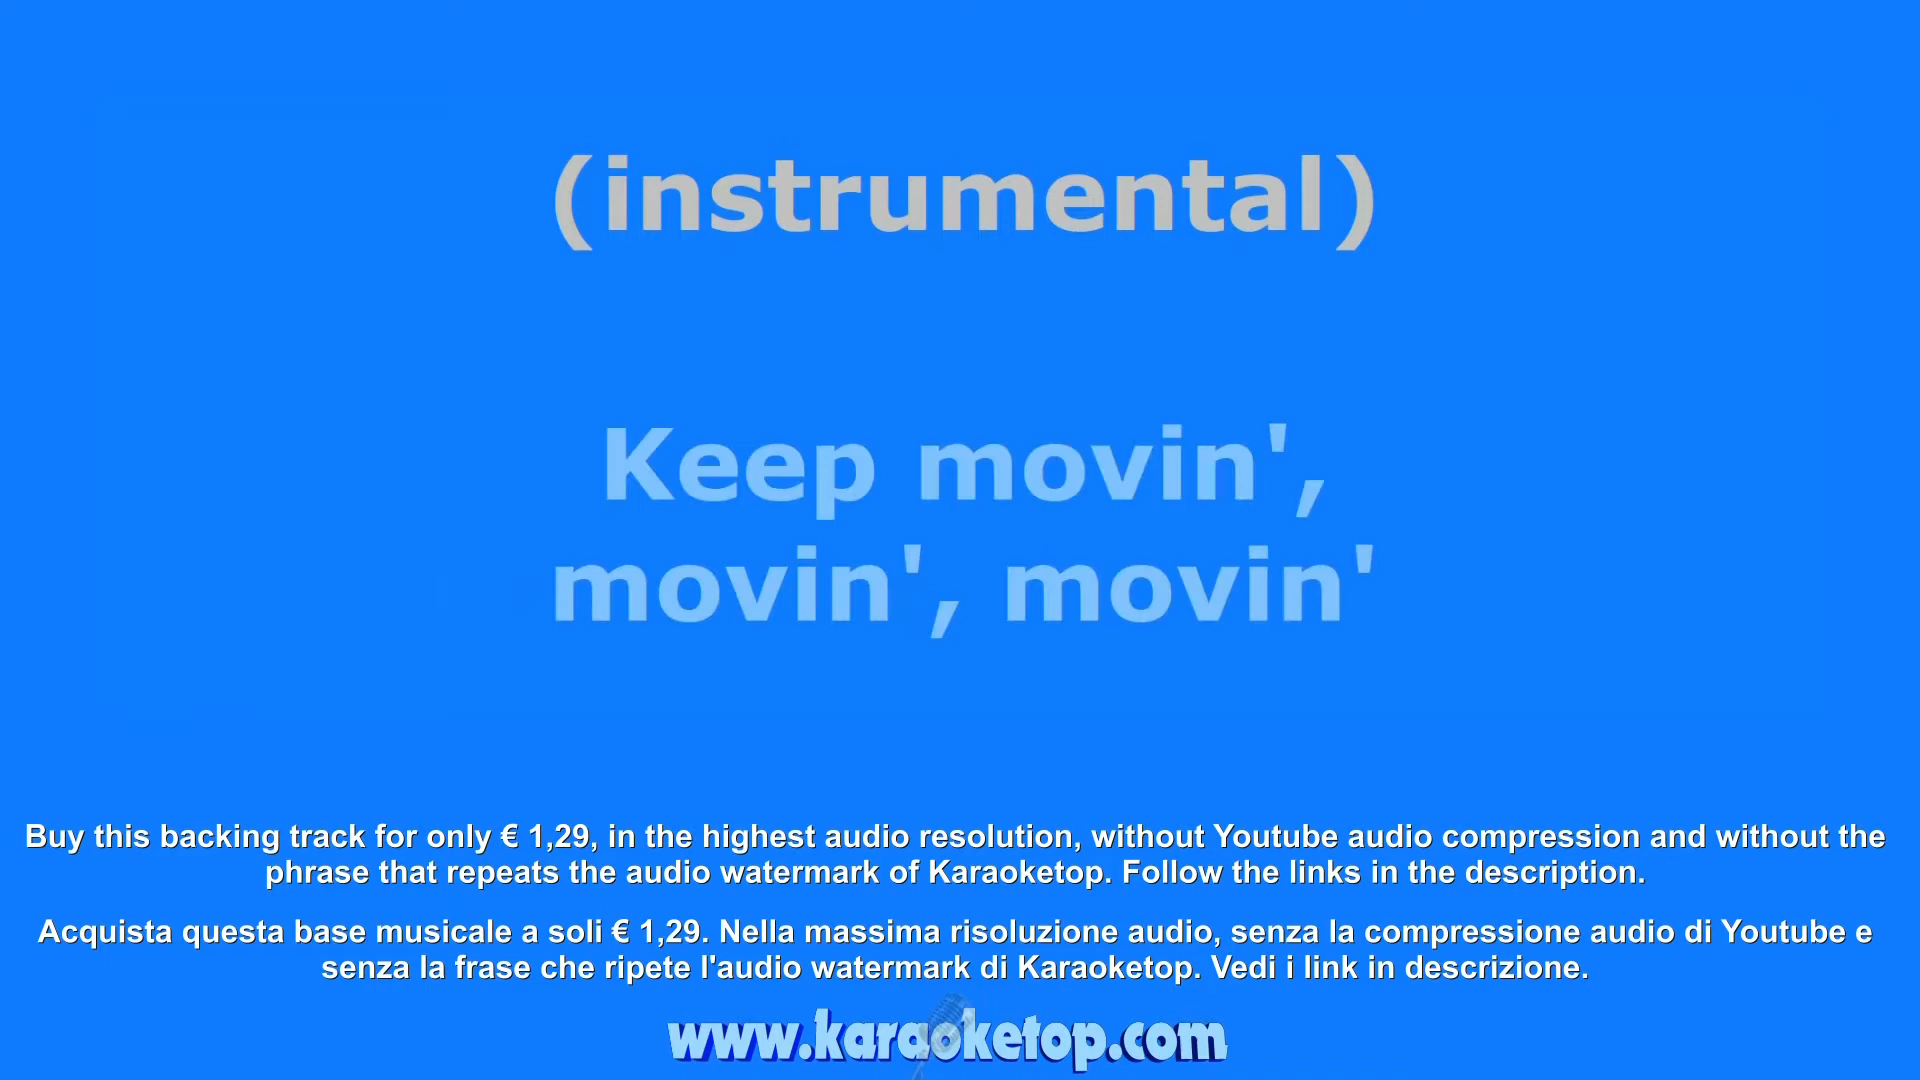 (instrumental)
Keep movin',
movin', movin'
Buy this backing track for only € 1,29, in the highest audio resolution, without Youtube audio compression and without the
phrase that repeats the audio watermark of Karaoketop. Follow the links in the description.
Acquista questa base musicale a soli € 1,29. Nella massima risoluzione audio, senza la compressione audio di Youtube e
senza la frase che ripete l'audio watermark di Karaoketop. Vedi i link in descrizione.
www.karaoketop.com